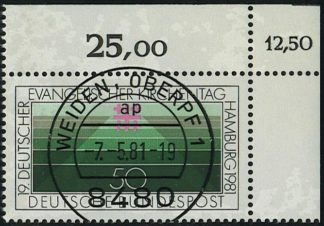 25,00
12,50
19. DEUTSCHER EVANGELISCHER KIRCHENTAG HAMBURG 1981
50
DEUTSCHE BUNDESPOST
WEIDEN, OBERPF 1
ap
7.-5.81-19
8480